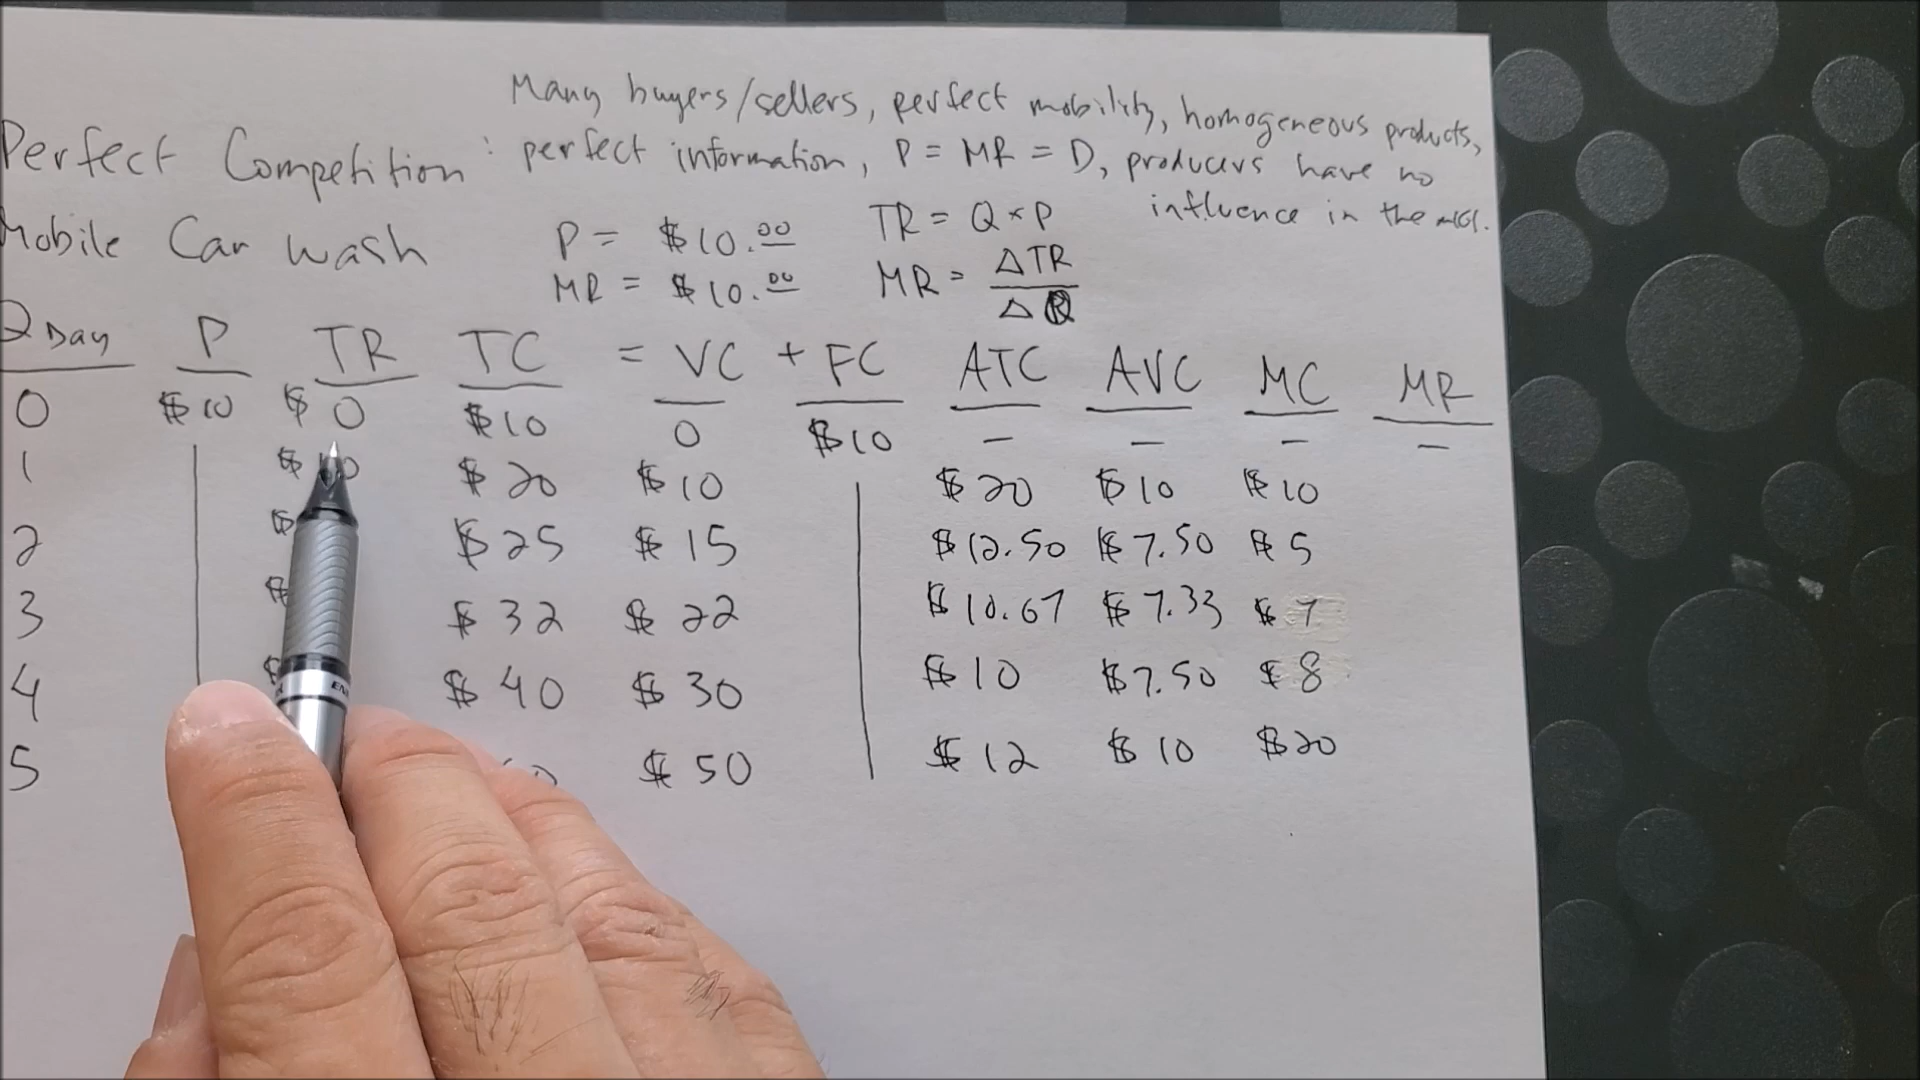 Many buyers/sellers, perfect mobility, homogeneous products,
Perfect Competition : perfect information, P = MR = D, producers have no
influence in the mkt.
Mobile Car Wash P = $10.00 TR = Q × P
MR = $10.00 MR = ΔTR
ΔQ
Q Day P TR TC = VC + FC ATC AVC MC MR
0 $10 $0 $10 0 $10 — — — —
1 $10 $20 $10 $20 $10 $10
2 $ $25 $15 $12.50 $7.50 $5
3 $ $32 $22 $10.67 $7.33 $7
4 $ $40 $30 $10 $7.50 $8
5 $50 $12 $10 $20